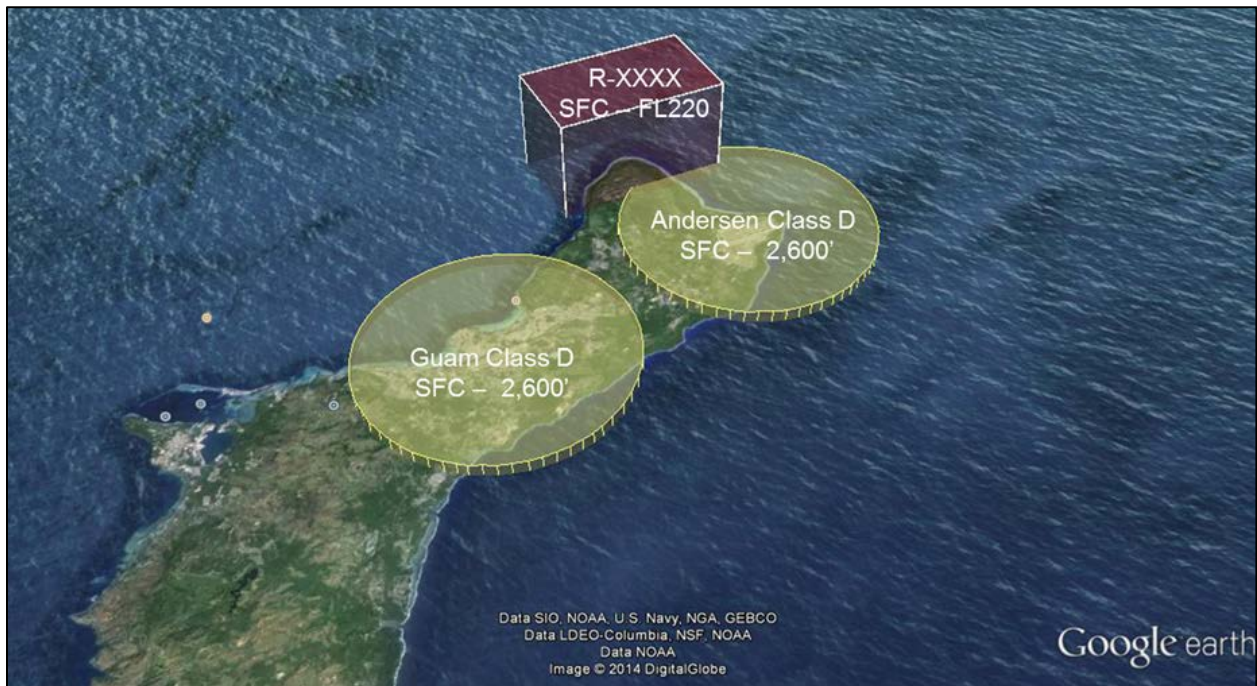 R-XXXX
SFC – FL220
Andersen Class D
SFC – 2,600'
Guam Class D
SFC – 2,600'
Data SIO, NOAA, U.S. Navy, NGA, GEBCO
Data LDEO-Columbia, NSF, NOAA
Data NOAA
Image © 2014 DigitalGlobe
Google earth